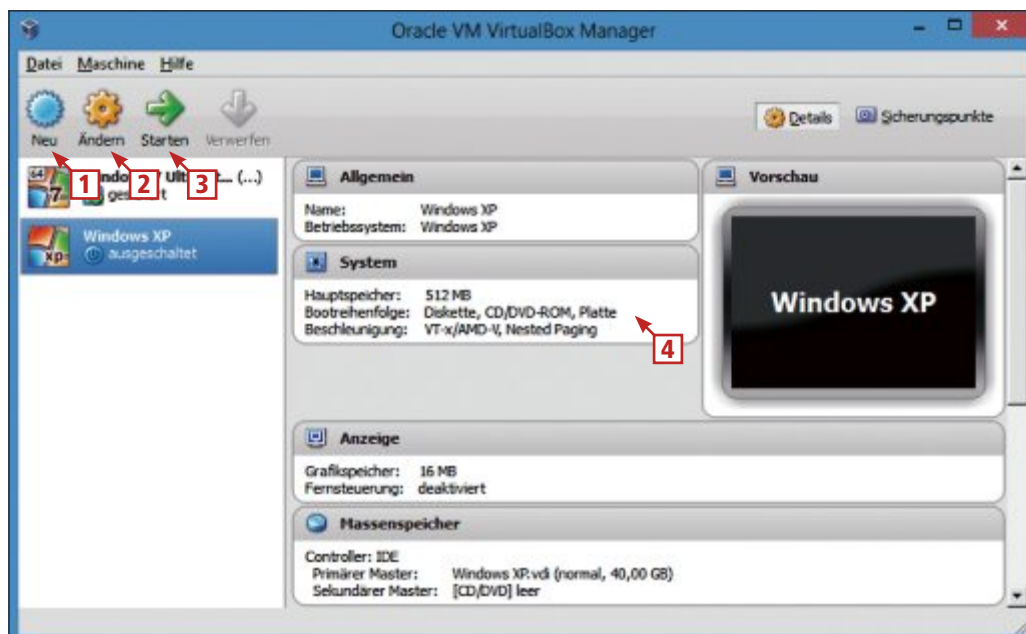 Oracle VM VirtualBox Manager
Datei Maschine Hilfe
Neu Ändern Starten Verwerfen
Details Sicherungspunkte
1 2 3
64
7
(...)
xp
Windows XP
ausgeschaltet
Allgemein
Name: Windows XP
Betriebssystem: Windows XP
System
Hauptspeicher: 512 MB
Bootreihenfolge: Diskette, CD/DVD-ROM, Platte
Beschleunigung: VT-x/AMD-V, Nested Paging
4
Vorschau
Windows XP
Anzeige
Grafikspeicher: 16 MB
Fernsteuerung: deaktiviert
Massenspeicher
Controller: IDE
Primärer Master: Windows XP.vdi (normal, 40,00 GB)
Sekundärer Master: [CD/DVD] leer